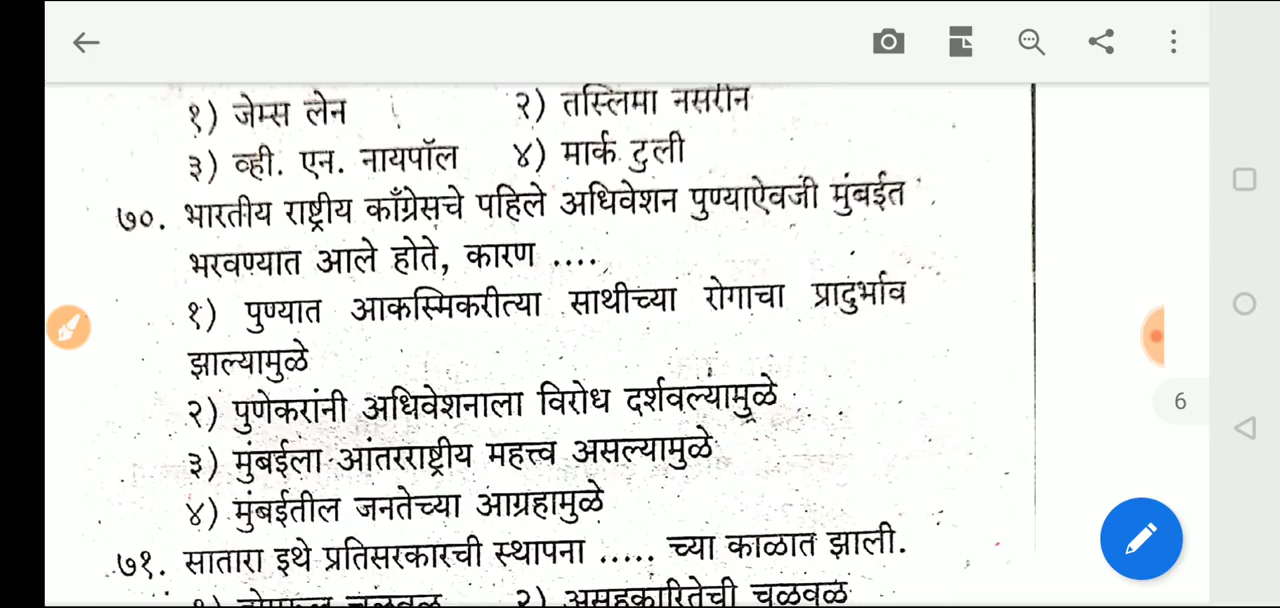 १) जेम्स लेन २) तस्लिमा नसरीन
३) व्ही. एन. नायपॉल ४) मार्क टुली
७०. भारतीय राष्ट्रीय काँग्रेसचे पहिले अधिवेशन पुण्याऐवजी मुंबईत
भरवण्यात आले होते, कारण ....
१) पुण्यात आकस्मिकरीत्या साथीच्या रोगाचा प्रादुर्भाव
झाल्यामुळे
२) पुणेकरांनी अधिवेशनाला विरोध दर्शवल्यामुळे
३) मुंबईला आंतरराष्ट्रीय महत्त्व असल्यामुळे
४) मुंबईतील जनतेच्या आग्रहामुळे
6
७१. सातारा इथे प्रतिसरकारची स्थापना ..... च्या काळात झाली.
२) असहकारितेची चळवळ